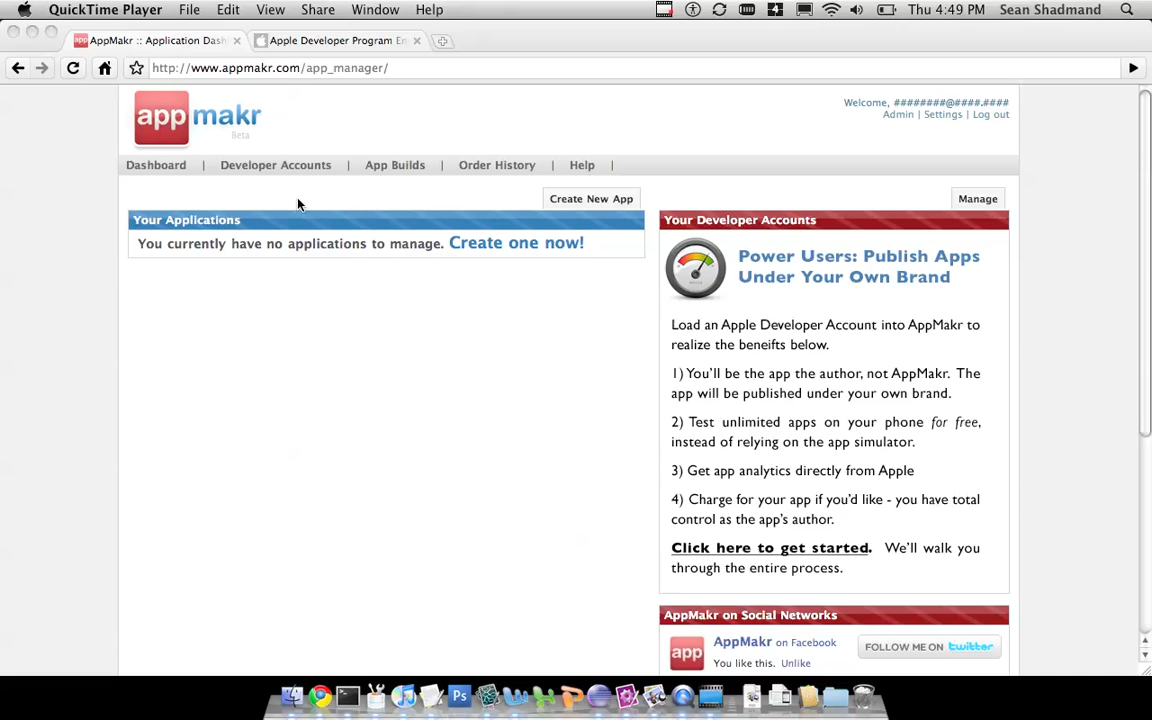 QuickTime Player File Edit View Share Window Help Thu 4:49 PM Sean Shadmand
AppMakr :: Application Dash Apple Developer Program En
http://www.appmakr.com/app_manager/
appmakr
Beta
Welcome, ########@####.####
Admin | Settings | Log out
Dashboard | Developer Accounts | App Builds | Order History | Help |
Create New App
Your Applications
You currently have no applications to manage. Create one now!
Manage
Your Developer Accounts
Power Users: Publish Apps
Under Your Own Brand
Load an Apple Developer Account into AppMakr to
realize the beneifts below.
1) You'll be the app the author, not AppMakr. The
app will be published under your own brand.
2) Test unlimited apps on your phone for free,
instead of relying on the app simulator.
3) Get app analytics directly from Apple
4) Charge for your app if you'd like - you have total
control as the app's author.
Click here to get started. We'll walk you
through the entire process.
AppMakr on Social Networks
app
AppMakr on Facebook
You like this. Unlike
FOLLOW ME ON twitter
Ps